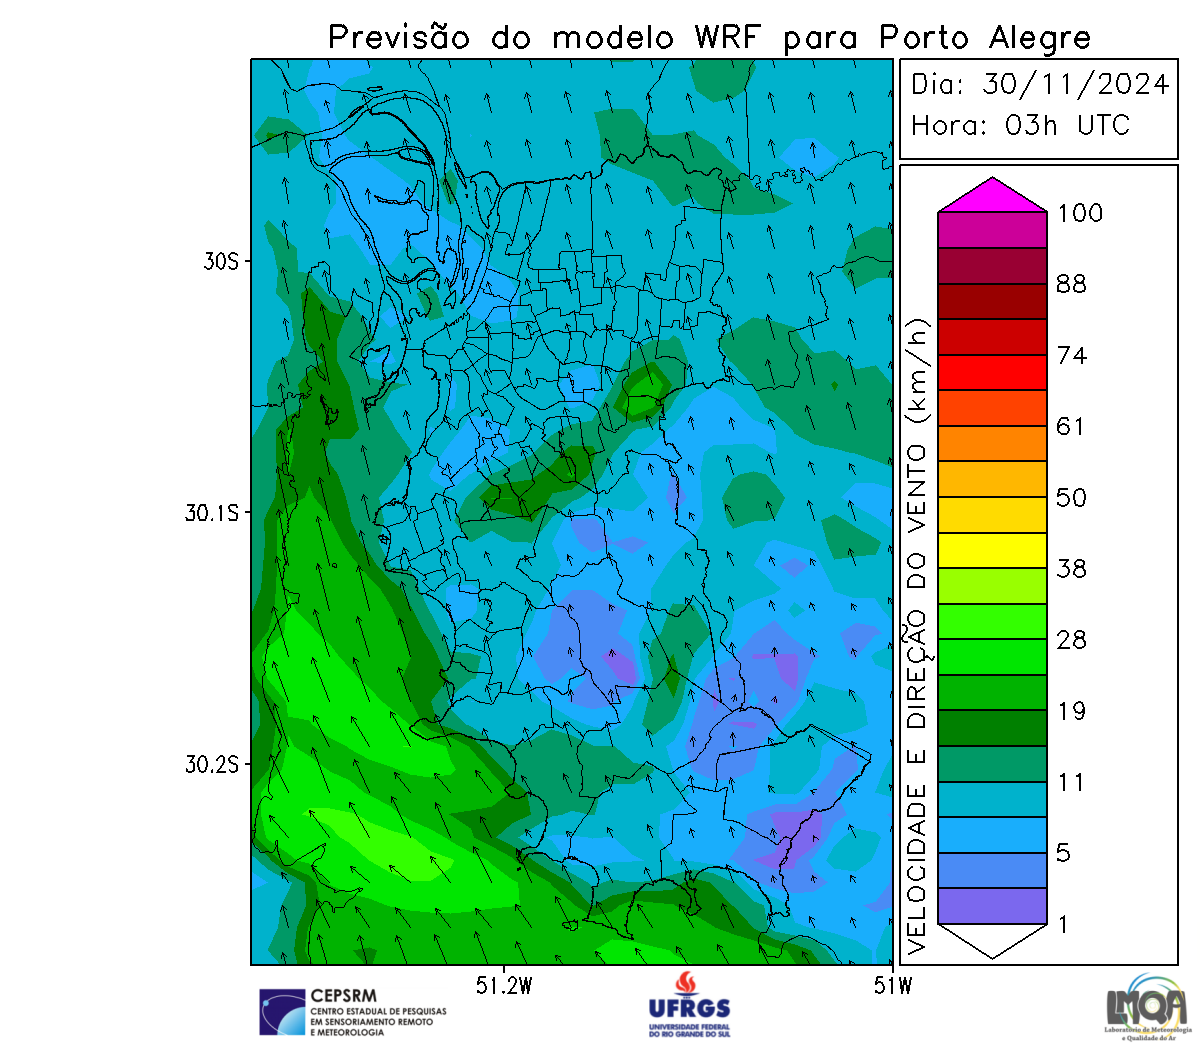 Previsão do modelo WRF para Porto Alegre
Dia: 30/11/2024
Hora: 03h UTC
30S
30.1S
30.2S
51.2W
51W
VELOCIDADE E DIREÇÃO DO VENTO (km/h)
100
88
74
61
50
38
28
19
11
5
1
CEPSRM
CENTRO ESTADUAL DE PESQUISAS
EM SENSORIAMENTO REMOTO
E METEOROLOGIA
UFRGS
UNIVERSIDADE FEDERAL
DO RIO GRANDE DO SUL
LMQA
Laboratório de Meteorologia
e Qualidade do Ar